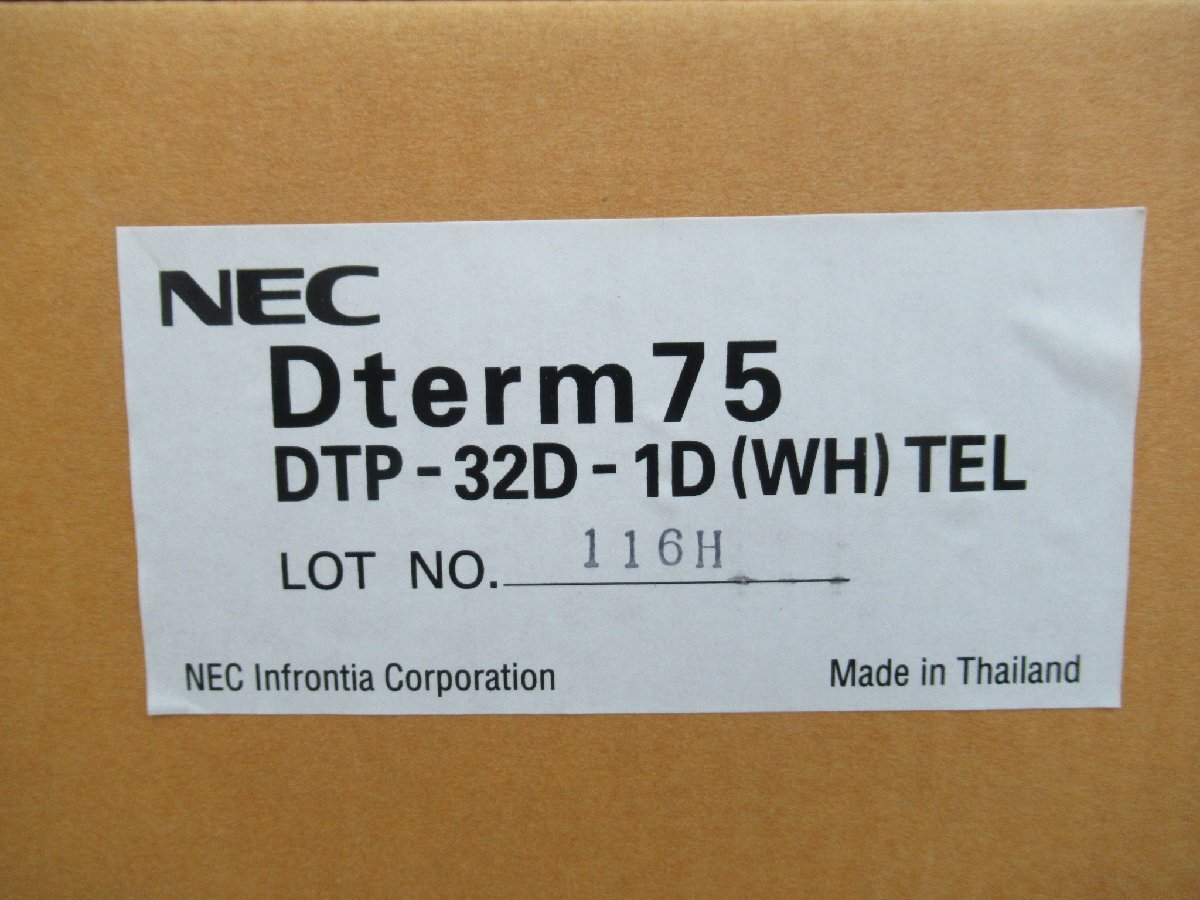 NEC
Dterm75
DTP-32D-1D(WH)TEL
LOT NO. 116H
NEC Infrontia Corporation Made in Thailand